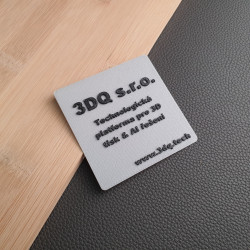 3DQ s.r.o.
Technologická
platforma pro 3D
tisk & AI řešení
www.3dq.tech